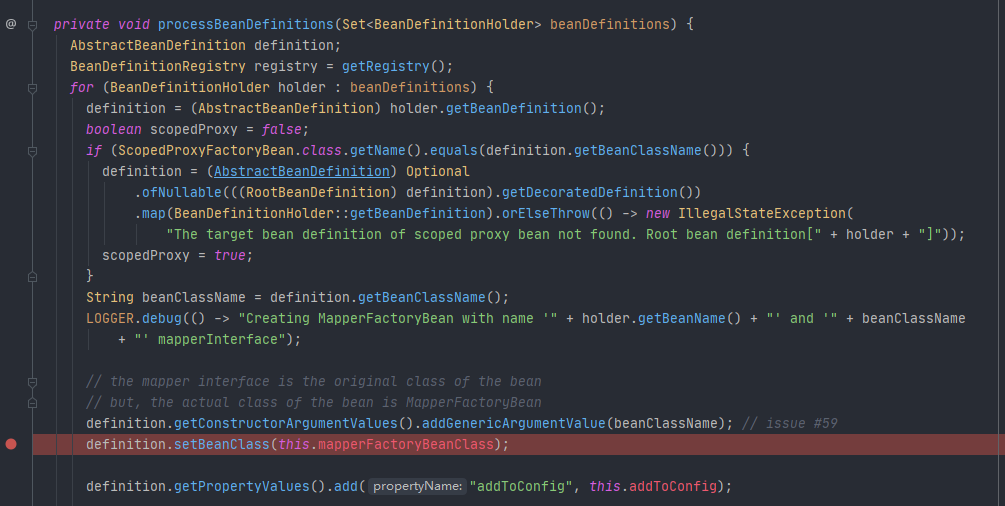 @ private void processBeanDefinitions(Set<BeanDefinitionHolder> beanDefinitions) {
AbstractBeanDefinition definition;
BeanDefinitionRegistry registry = getRegistry();
for (BeanDefinitionHolder holder : beanDefinitions) {
definition = (AbstractBeanDefinition) holder.getBeanDefinition();
boolean scopedProxy = false;
if (ScopedProxyFactoryBean.class.getName().equals(definition.getBeanClassName())) {
definition = (AbstractBeanDefinition) Optional
.ofNullable(((RootBeanDefinition) definition).getDecoratedDefinition())
.map(BeanDefinitionHolder::getBeanDefinition).orElseThrow(() -> new IllegalStateException(
"The target bean definition of scoped proxy bean not found. Root bean definition[" + holder + "]"));
scopedProxy = true;
}
String beanClassName = definition.getBeanClassName();
LOGGER.debug(() -> "Creating MapperFactoryBean with name '" + holder.getBeanName() + "' and '" + beanClassName
+ "' mapperInterface");
// the mapper interface is the original class of the bean
// but, the actual class of the bean is MapperFactoryBean
definition.getConstructorArgumentValues().addGenericArgumentValue(beanClassName); // issue #59
definition.setBeanClass(this.mapperFactoryBeanClass);
definition.getPropertyValues().add( propertyName: "addToConfig", this.addToConfig);